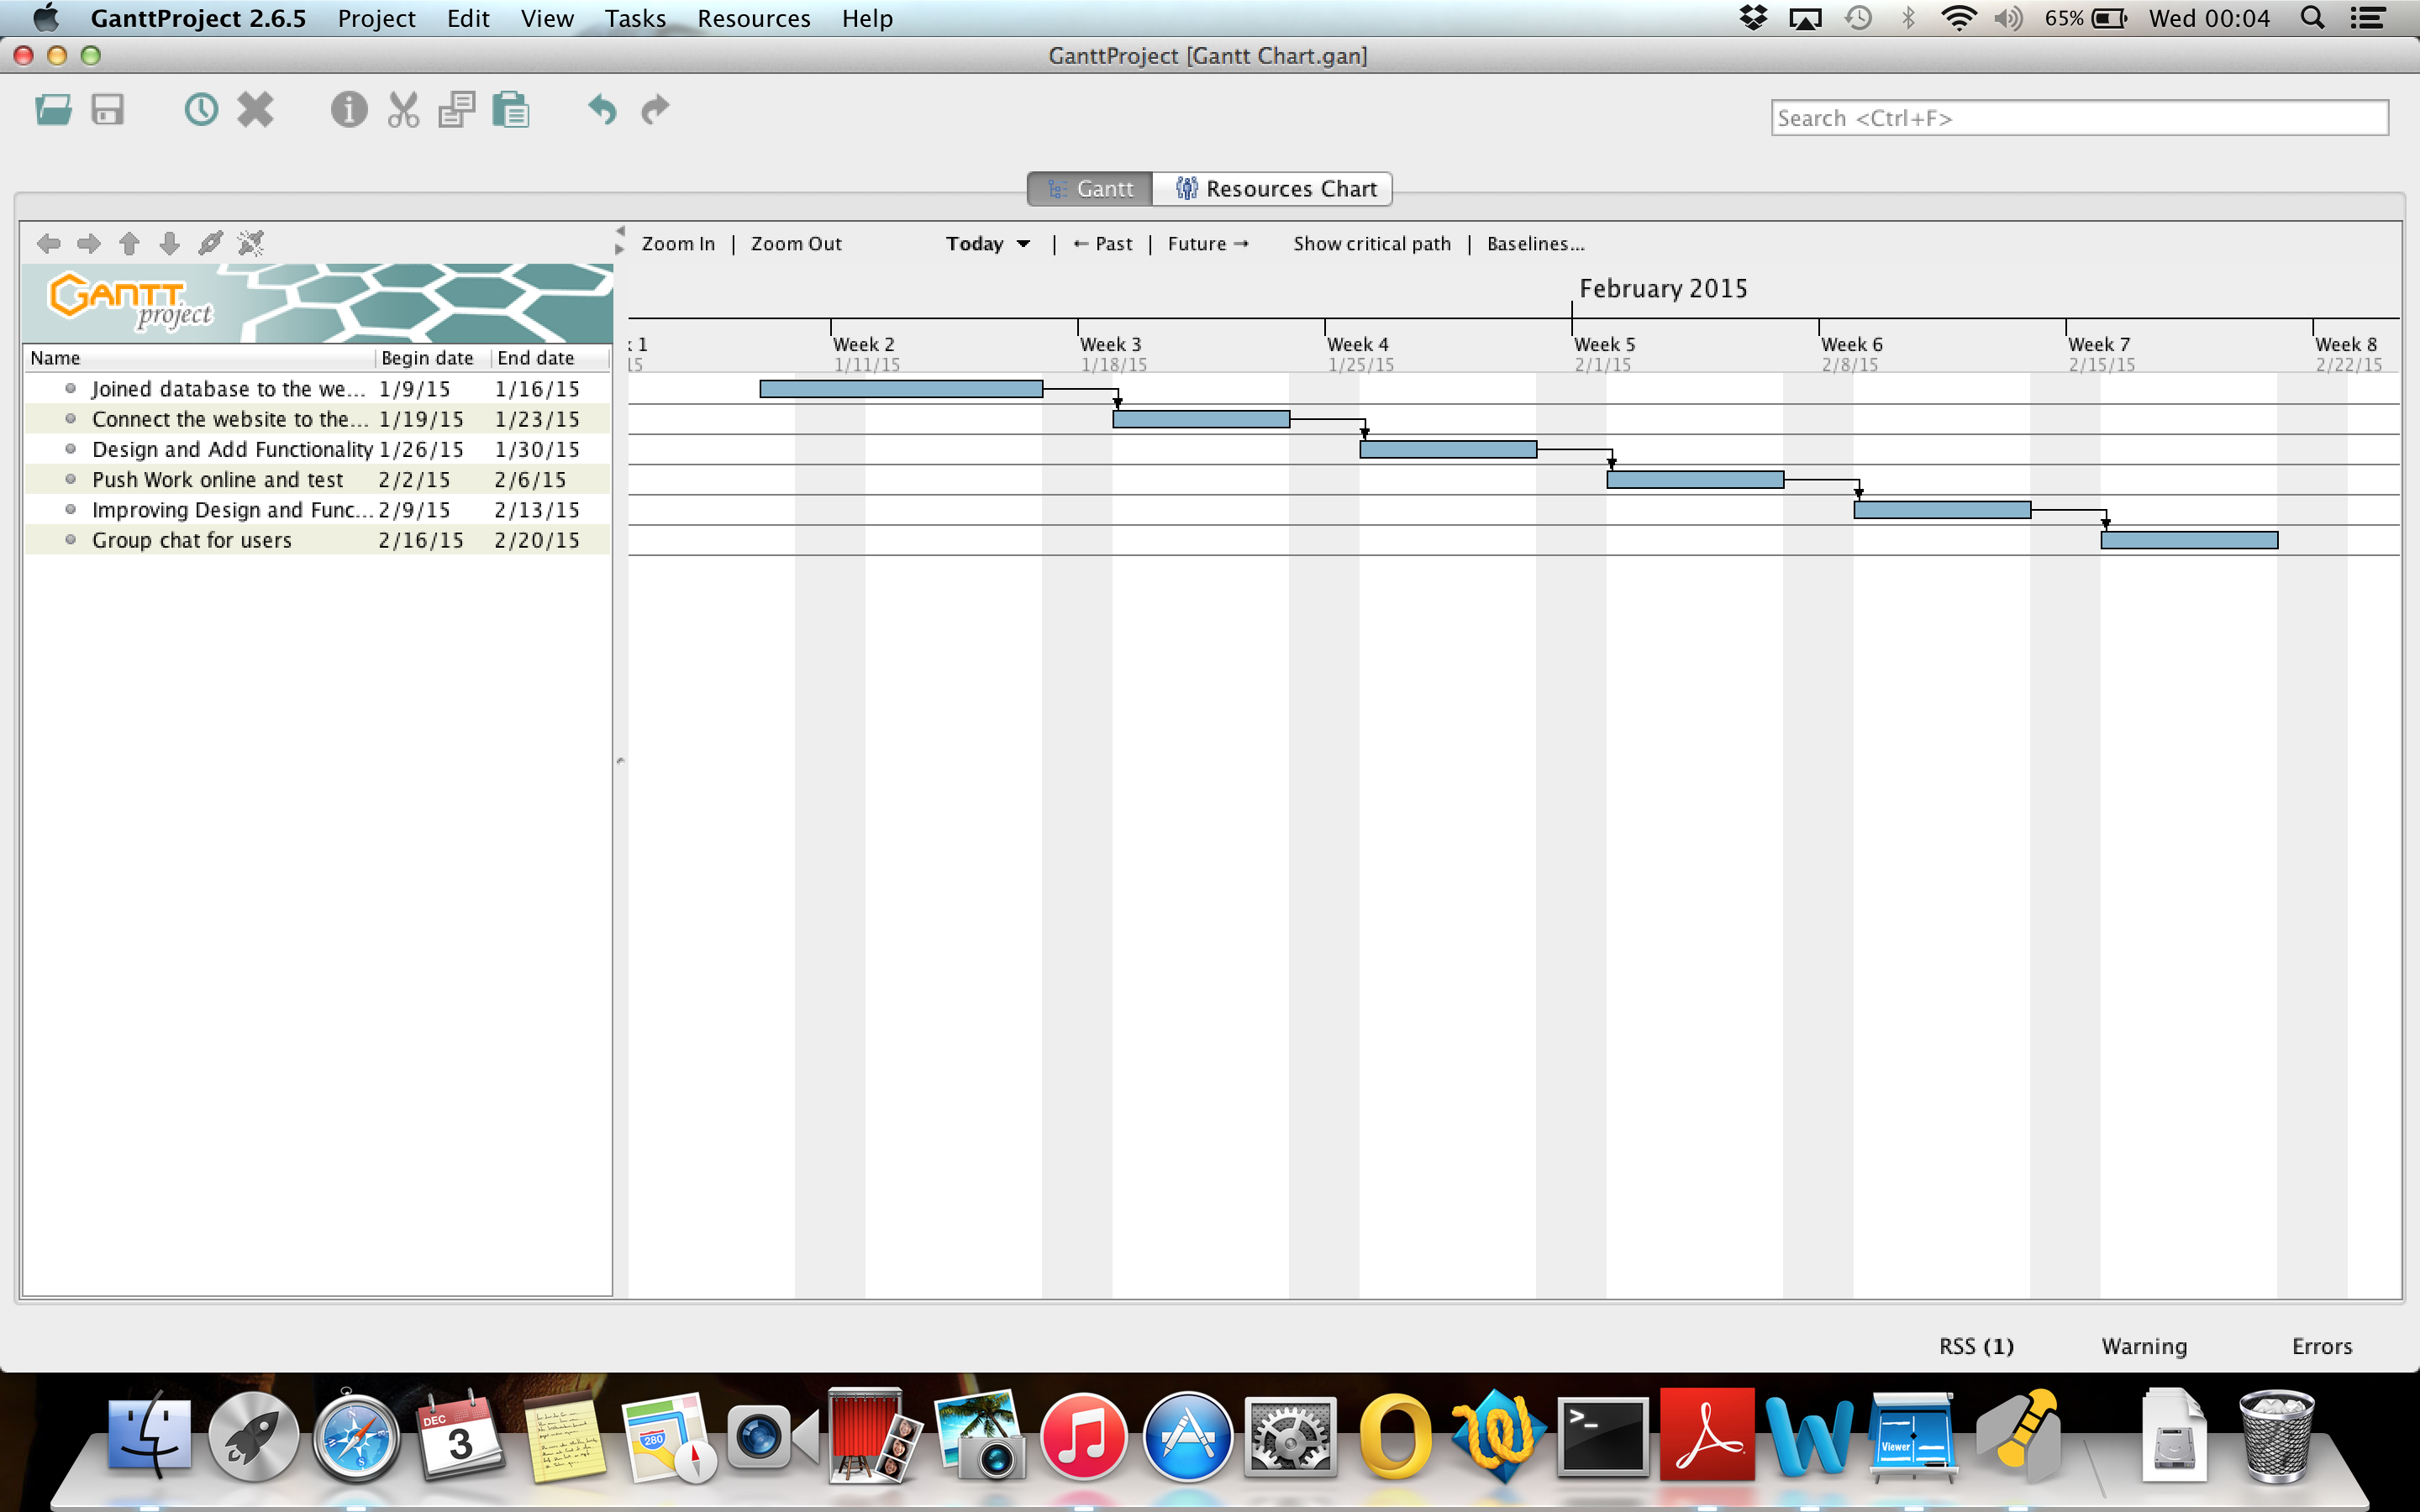 GanttProject 2.6.5 Project Edit View Tasks Resources Help 65% Wed 00:04
GanttProject [Gantt Chart.gan]
Search <Ctrl+F>
Gantt Resources Chart
Zoom In | Zoom Out Today | ← Past | Future → Show critical path | Baselines...
GANTT project
February 2015
1 Week 2 Week 3 Week 4 Week 5 Week 6 Week 7 Week 8
15 1/11/15 1/18/15 1/25/15 2/1/15 2/8/15 2/15/15 2/22/15
Name Begin date End date
Joined database to the we... 1/9/15 1/16/15
Connect the website to the... 1/19/15 1/23/15
Design and Add Functionality 1/26/15 1/30/15
Push Work online and test 2/2/15 2/6/15
Improving Design and Func... 2/9/15 2/13/15
Group chat for users 2/16/15 2/20/15
RSS (1) Warning Errors
DEC
3
280
>_
Viewer